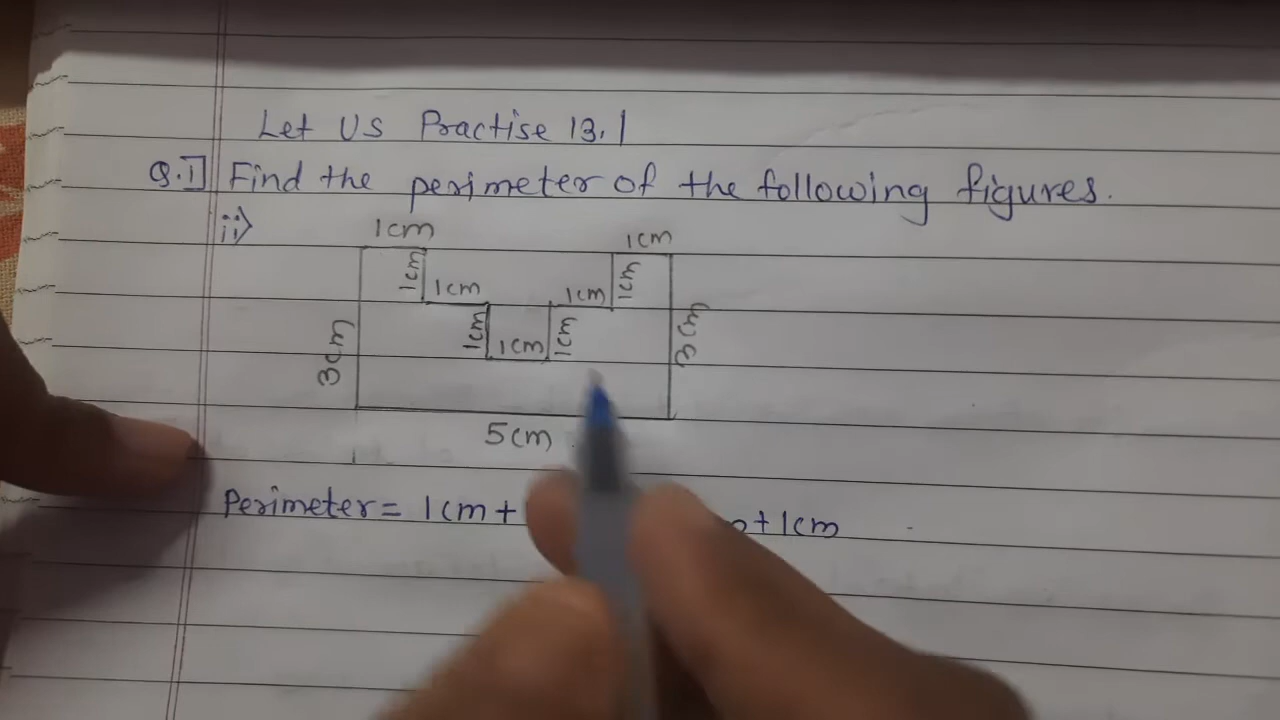 Let Us Practise 13.1
Q.1] Find the perimeter of the following figures.
ii>
1cm 1cm
1cm 1cm
1cm 1cm
1cm 1cm
1cm
3cm 3cm
5cm
Perimeter = 1cm + + 1cm